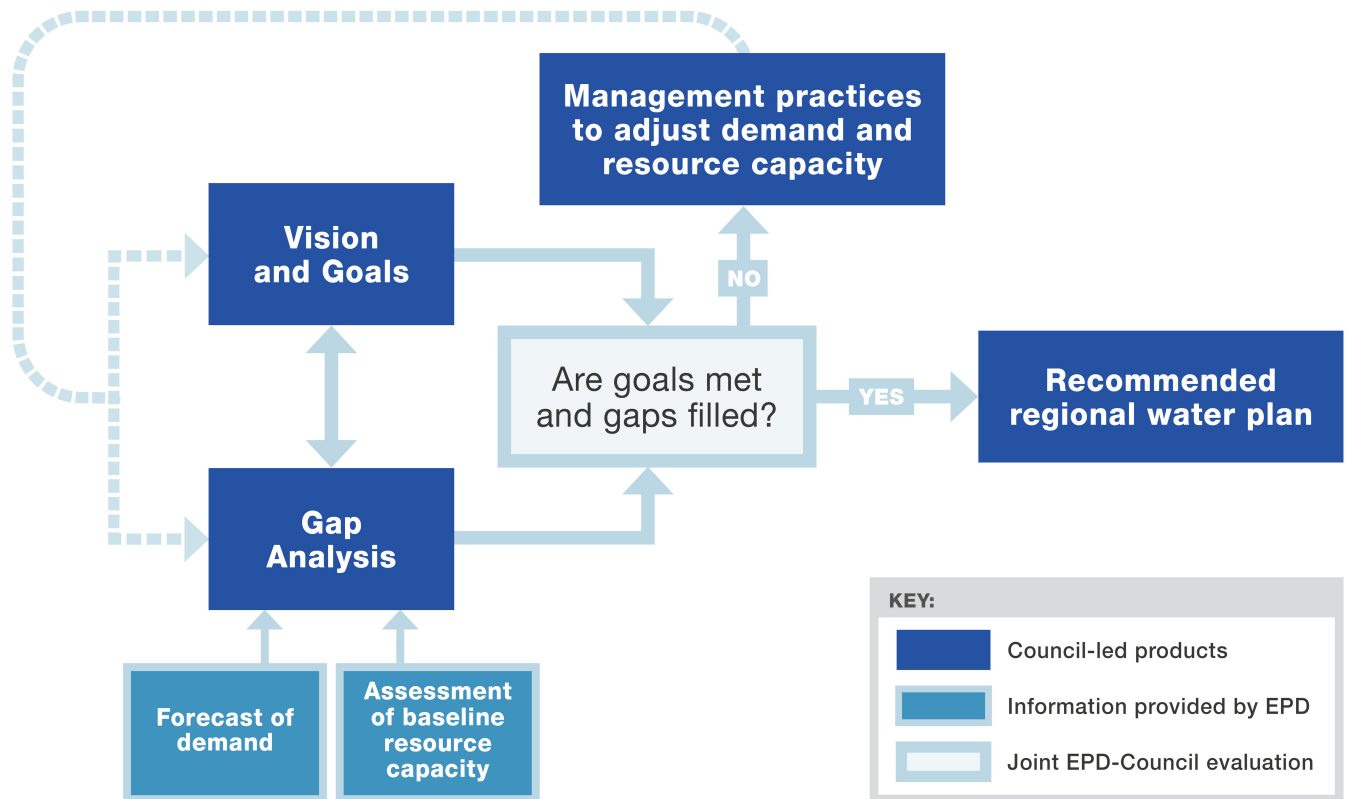 Management practices
to adjust demand and
resource capacity
Vision
and Goals
NO
Are goals met
and gaps filled?
YES
Recommended
regional water plan
Gap
Analysis
Forecast of
demand
Assessment
of baseline
resource
capacity
KEY:
Council-led products
Information provided by EPD
Joint EPD-Council evaluation